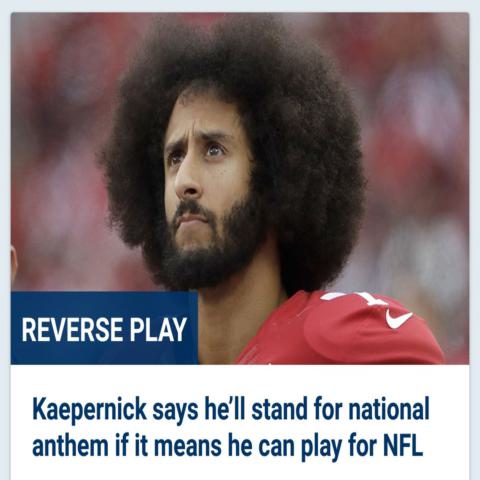 REVERSE PLAY
Kaepernick says he'll stand for national
anthem if it means he can play for NFL